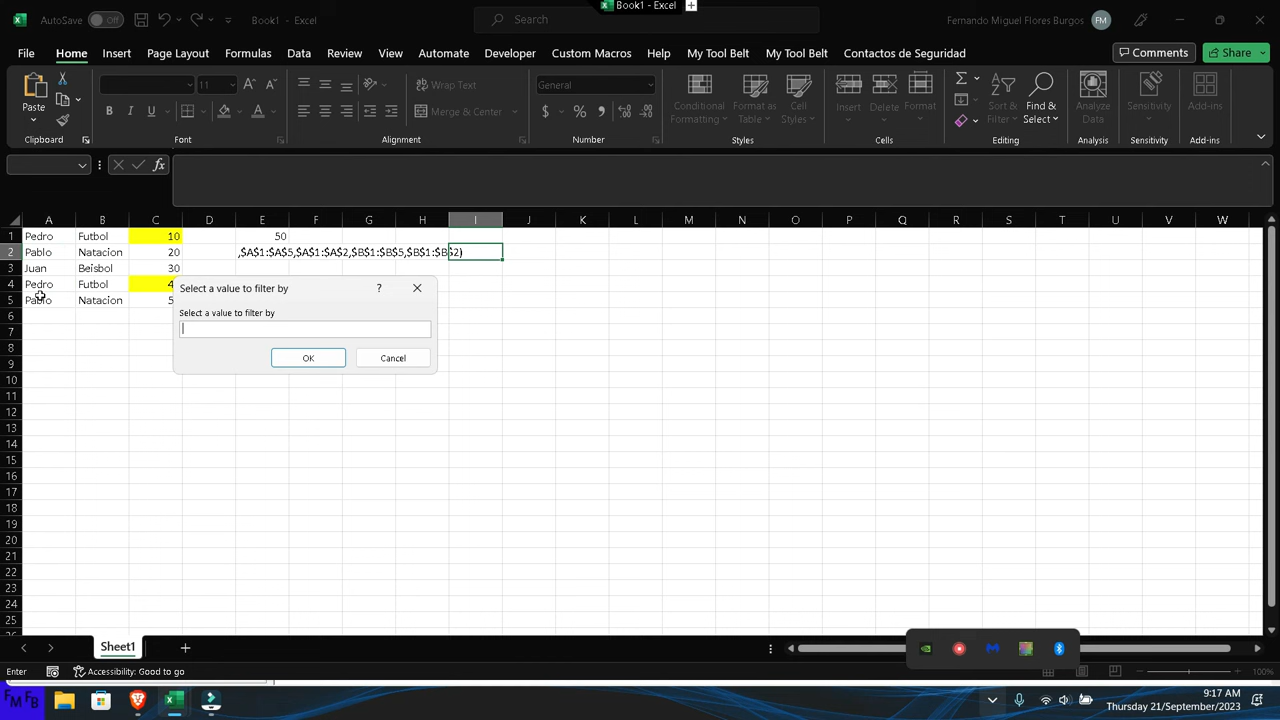 Book1 - Excel +
AutoSave Off Book1 - Excel Search Fernando Miguel Flores Burgos FM
File Home Insert Page Layout Formulas Data Review View Automate Developer Custom Macros Help My Tool Belt My Tool Belt Contactos de Seguridad Comments Share
11 A A ab Wrap Text General
Paste B I U A Merge & Center $ % , Conditional Formatting Format as Table Cell Styles Insert Delete Format Sort & Filter Find & Select Analyze Data Sensitivity Add-ins
Clipboard Font Alignment Number Styles Cells Editing Analysis Sensitivity Add-ins
fx
A B C D E F G H I J K L M N O P Q R S T U V W
1 Pedro Futbol 10 50
2 Pablo Natacion 20 ,$A$1:$A$5,$A$1:$A$2,$B$1:$B$5,$B$1:$B$2)
3 Juan Beisbol 30
4 Pedro Futbol 4
5 Pablo Natacion 5
Select a value to filter by ?
Select a value to filter by
OK Cancel
6
7
8
9
10
11
12
13
14
15
16
17
18
19
20
21
22
23
24
25
Sheet1 +
Enter Accessibility: Good to go 100%
FM FB
9:17 AM
Thursday 21/September/2023